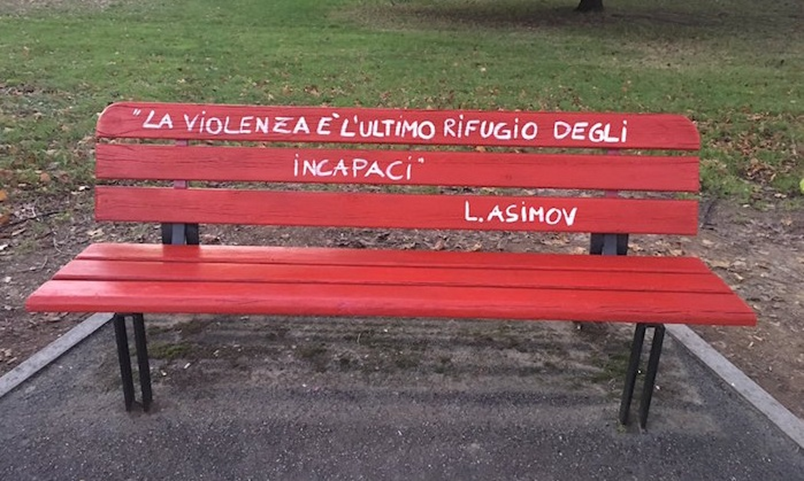 "LA VIOLENZA E' L'ULTIMO RIFUGIO DEGLI
INCAPACI"
L.ASIMOV